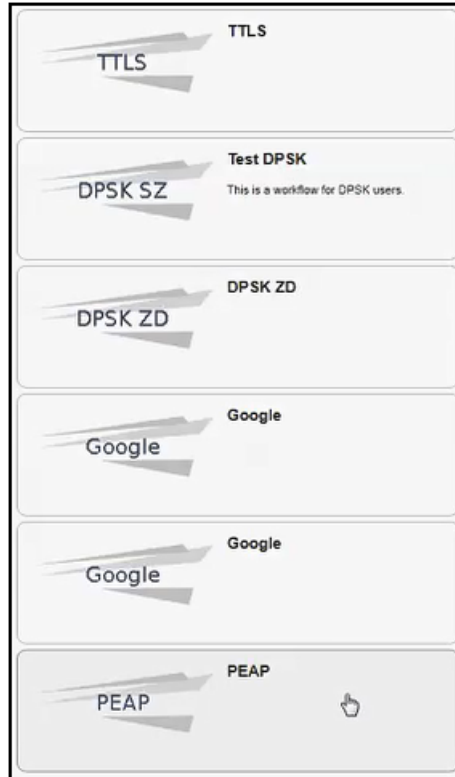 TTLS
TTLS
Test DPSK
DPSK SZ
This is a workflow for DPSK users.
DPSK ZD
DPSK ZD
Google
Google
Google
Google
PEAP
PEAP